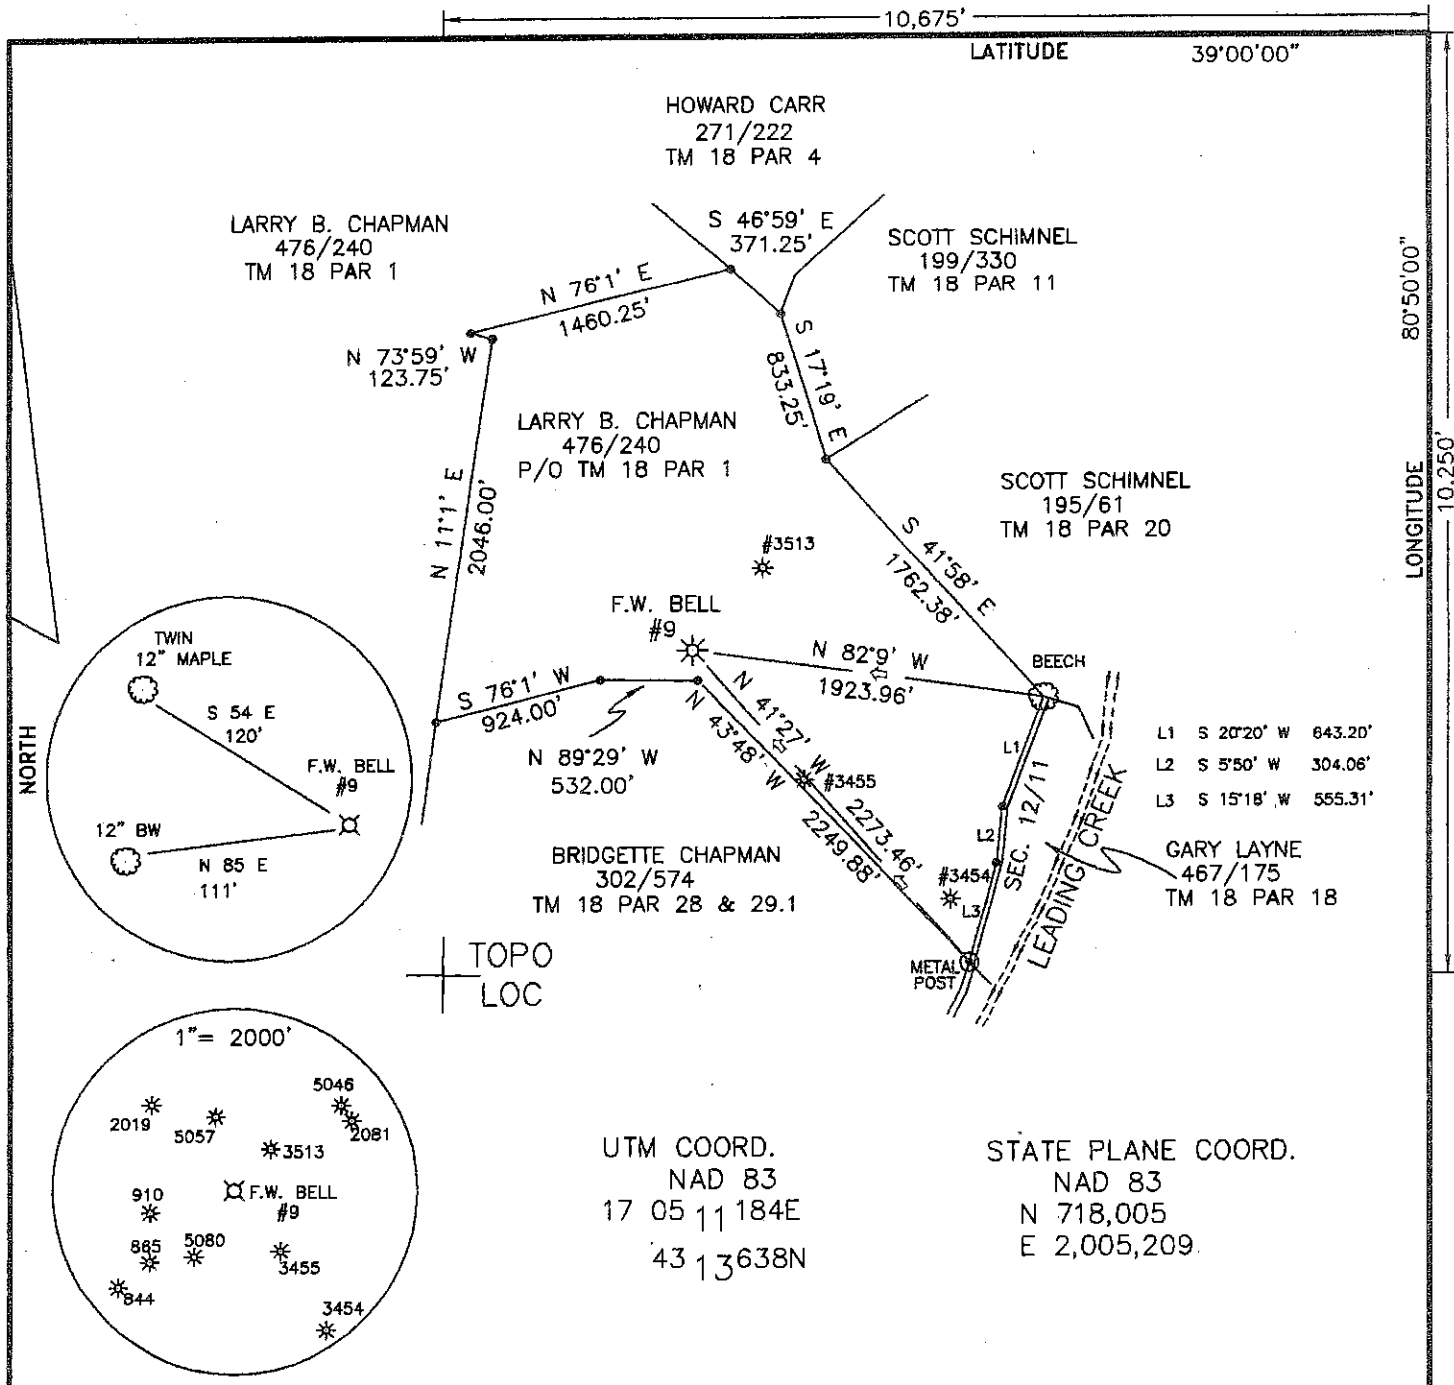 10,675'
LATITUDE 39°00'00"
HOWARD CARR
271/222
TM 18 PAR 4
LARRY B. CHAPMAN
476/240
TM 18 PAR 1
S 46°59' E
371.25'
SCOTT SCHIMNEL
199/330
TM 18 PAR 11
80°50'00"
N 76°1' E
1460.25'
N 73°59' W
123.75'
S 17°19' E
833.25'
LARRY B. CHAPMAN
476/240
P/O TM 18 PAR 1
LONGITUDE
10,250'
SCOTT SCHIMNEL
195/61
TM 18 PAR 20
N 11°1' E
2046.00'
S 41°58' E
1762.38'
#3513
F.W. BELL
#9
N 82°9' W
1923.96'
BEECH
S 76°1' W
924.00'
N 89°29' W
532.00'
N 41°27' W
2273.46'
N 43°48' W
2249.88'
#3455
L1 S 20°20' W 643.20'
L2 S 5°50' W 304.06'
L3 S 15°18' W 555.31'
L1
L2
L3
SEC. 12/11
LEADING CREEK
GARY LAYNE
467/175
TM 18 PAR 18
#3454
METAL
POST
BRIDGETTE CHAPMAN
302/574
TM 18 PAR 28 & 29.1
NORTH
TWIN
12" MAPLE
S 54 E
120'
F.W. BELL
#9
12" BW
N 85 E
111'
TOPO
LOC
1"= 2000'
5046
2019
5057
2081
3513
910
F.W. BELL
#9
865
5080
3455
844
3454
UTM COORD.
NAD 83
17 05 11 184E
43 13 638N
STATE PLANE COORD.
NAD 83
N 718,005
E 2,005,209